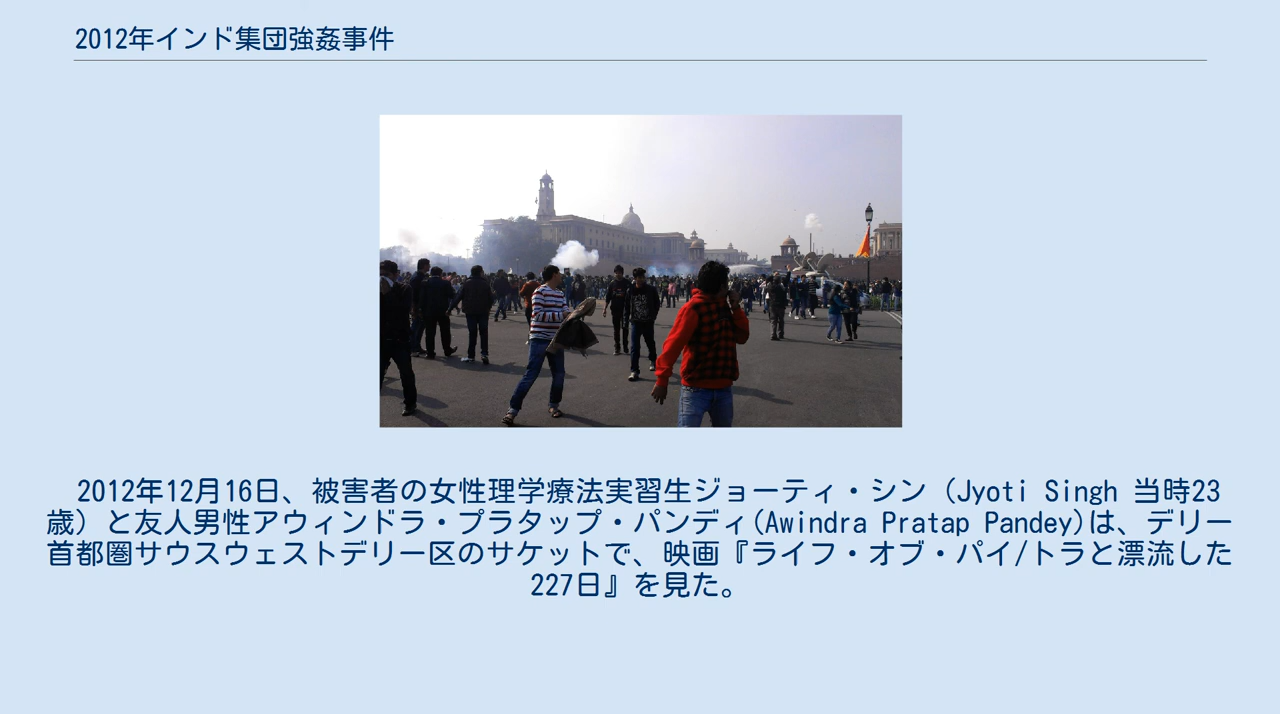 2012年インド集団強姦事件
2012年12月16日、被害者の女性理学療法実習生ジョーティ・シン（Jyoti Singh 当時23
歳）と友人男性アウィンドラ・プラタップ・パンディ(Awindra Pratap Pandey)は、デリー
首都圏サウスウェストデリー区のサケットで、映画『ライフ・オブ・パイ/トラと漂流した
227日』を見た。